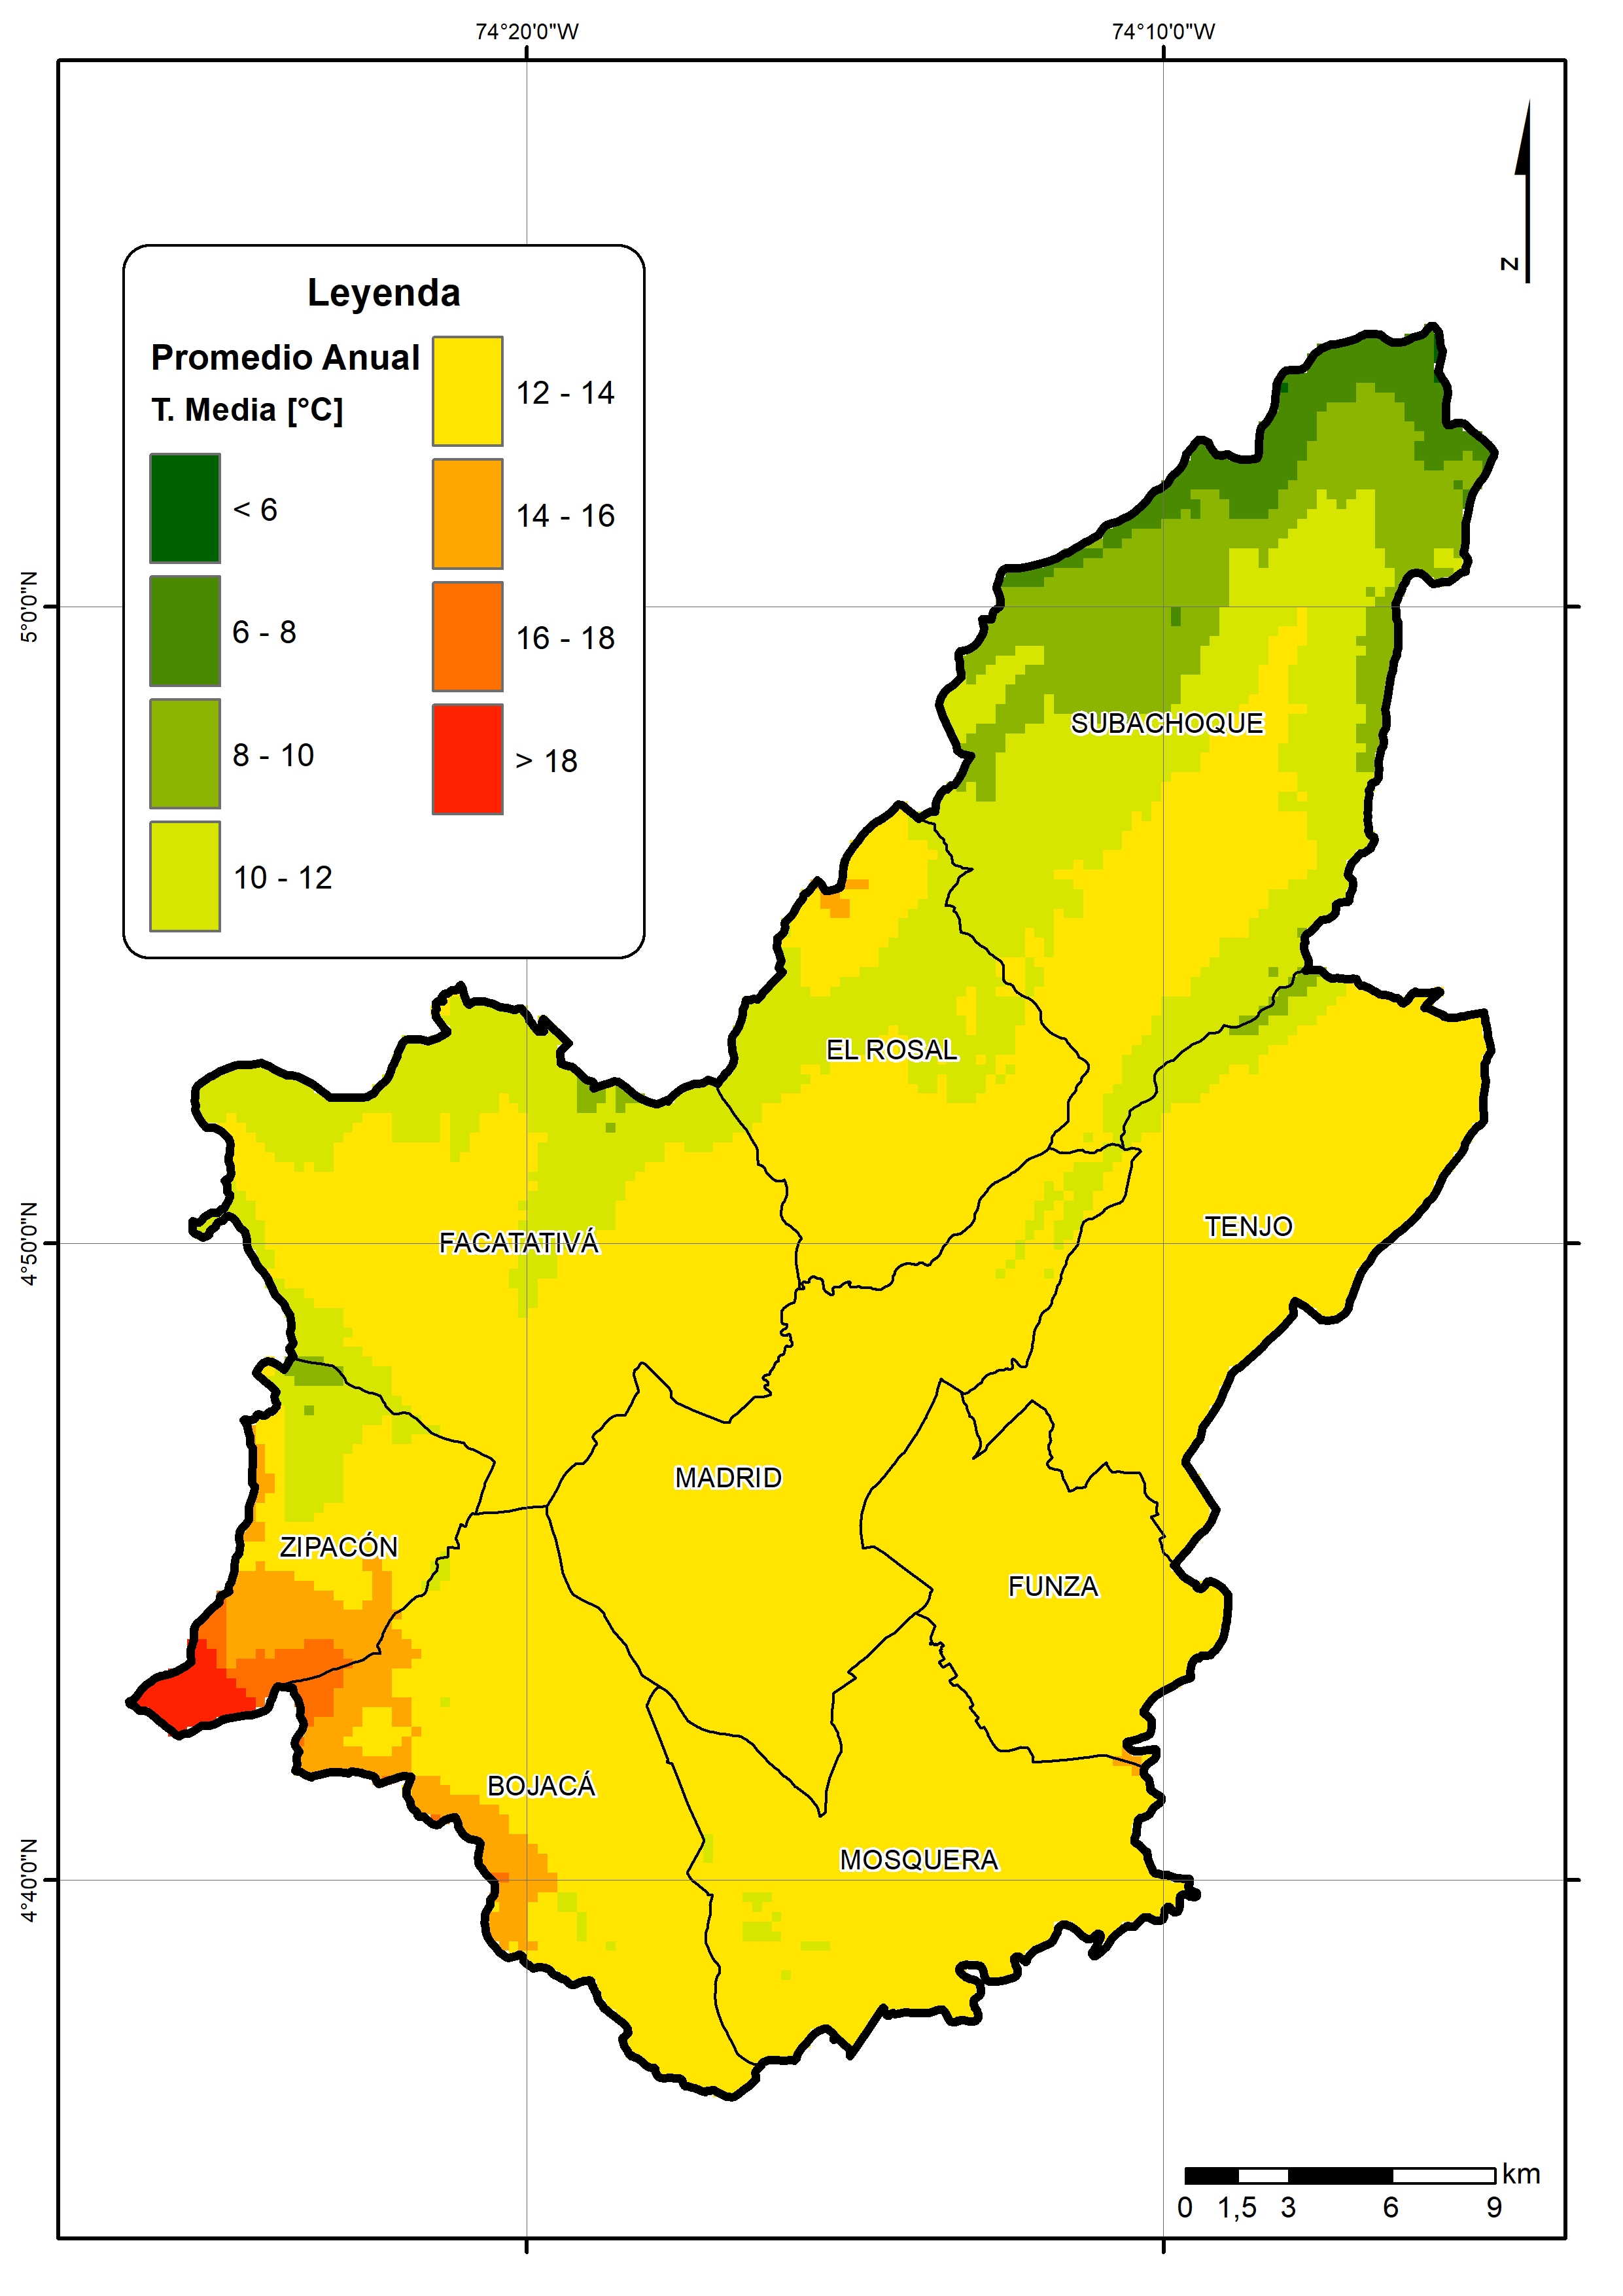 74°20'0"W
74°10'0"W
N
Leyenda
Promedio Anual
T. Media [°C]
< 6
6 - 8
8 - 10
10 - 12
12 - 14
14 - 16
16 - 18
> 18
5°0'0"N
SUBACHOQUE
EL ROSAL
TENJO
4°50'0"N
FACATATIVÁ
MADRID
ZIPACÓN
FUNZA
BOJACÁ
MOSQUERA
4°40'0"N
km
0 1,5 3 6 9